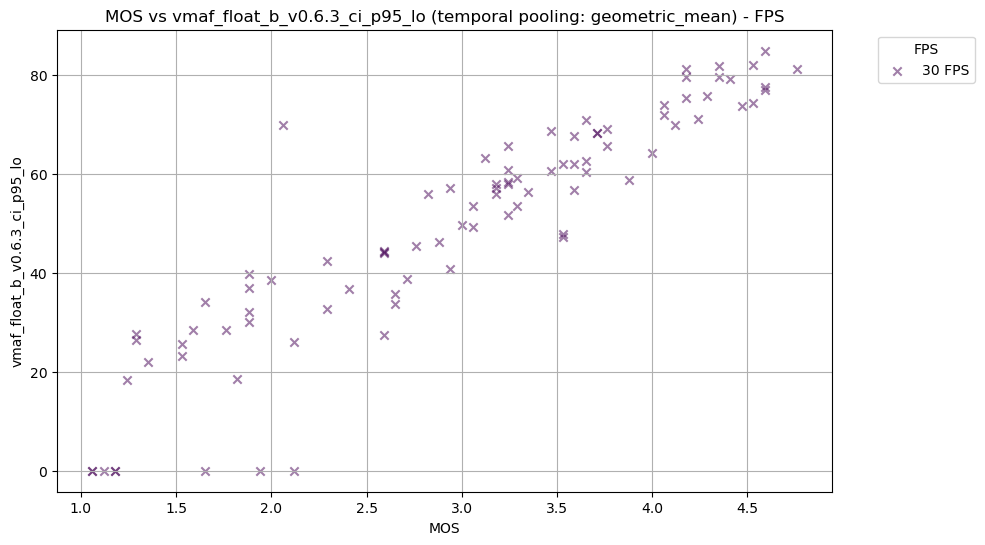 MOS vs vmaf_float_b_v0.6.3_ci_p95_lo (temporal pooling: geometric_mean) - FPS
FPS
30 FPS
vmaf_float_b_v0.6.3_ci_p95_lo
80
60
40
20
0
1.0 1.5 2.0 2.5 3.0 3.5 4.0 4.5
MOS